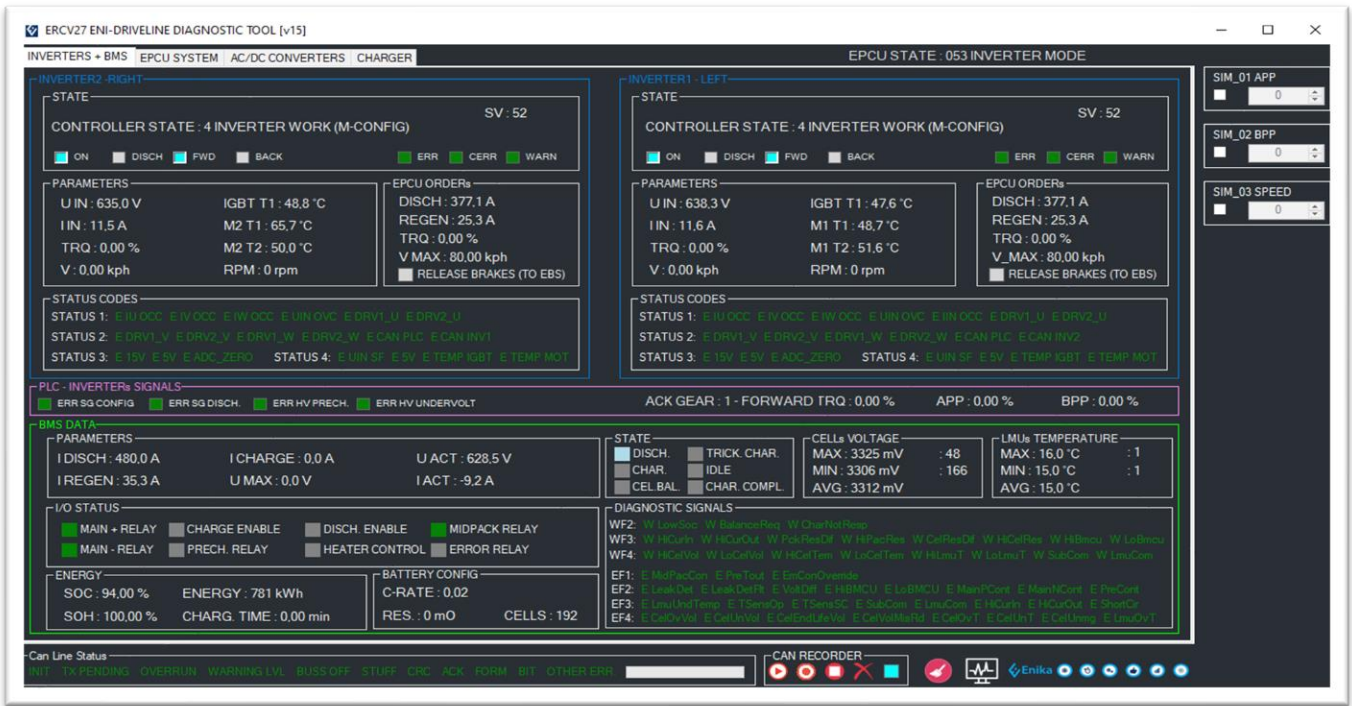 ERCV27 ENI-DRIVELINE DIAGNOSTIC TOOL [v15]
INVERTERS + BMS EPCU SYSTEM AC/DC CONVERTERS CHARGER
EPCU STATE : 053 INVERTER MODE
INVERTER2 -RIGHT
STATE
SV : 52
CONTROLLER STATE : 4 INVERTER WORK (M-CONFIG)
ON DISCH FWD BACK ERR CERR WARN
PARAMETERS
U IN : 635,0 V IGBT T1 : 48,8 °C
I IN : 11,5 A M2 T1 : 65,7 °C
TRQ : 0,00 % M2 T2 : 50,0 °C
V : 0,00 kph RPM : 0 rpm
EPCU ORDERs
DISCH : 377,1 A
REGEN : 25,3 A
TRQ : 0,00 %
V MAX : 80,00 kph
RELEASE BRAKES (TO EBS)
STATUS CODES
STATUS 1: E IU OCC E IV OCC E IW OCC E UIN OVC E DRV1_U E DRV2_U
STATUS 2: E DRV1_V E DRV2_V E DRV1_W E DRV2_W E CAN PLC E CAN INV1
STATUS 3: E 15V E 5V E ADC_ZERO STATUS 4: E UIN SF E 5V E TEMP IGBT E TEMP MOT
INVERTER1 - LEFT
STATE
SV : 52
CONTROLLER STATE : 4 INVERTER WORK (M-CONFIG)
ON DISCH FWD BACK ERR CERR WARN
PARAMETERS
U IN : 638,3 V IGBT T1 : 47,6 °C
I IN : 11,6 A M1 T1 : 48,7 °C
TRQ : 0,00 % M1 T2 : 51,6 °C
V : 0,00 kph RPM : 0 rpm
EPCU ORDERs
DISCH : 377,1 A
REGEN : 25,3 A
TRQ : 0,00 %
V_MAX : 80,00 kph
RELEASE BRAKES (TO EBS)
STATUS CODES
STATUS 1: E IU OCC E IV OCC E IW OCC E UIN OVC E IIN OCC E DRV1_U E DRV2_U
STATUS 2: E DRV1_V E DRV2_V E DRV1_W E DRV2_W E CAN PLC E CAN INV2
STATUS 3: E 15V E 5V E ADC_ZERO STATUS 4: E UIN SF E 5V E TEMP IGBT E TEMP MOT
SIM_01 APP
0
SIM_02 BPP
0
SIM_03 SPEED
0
PLC - INVERTERs SIGNALS
ERR SG CONFIG ERR SG DISCH. ERR HV PRECH. ERR HV UNDERVOLT ACK GEAR : 1 - FORWARD TRQ : 0,00 % APP : 0,00 % BPP : 0,00 %
BMS DATA
PARAMETERS
I DISCH : 480,0 A I CHARGE : 0,0 A U ACT : 628,5 V
I REGEN : 35,3 A U MAX : 0,0 V I ACT : -9,2 A
STATE
DISCH. TRICK. CHAR.
CHAR. IDLE
CEL.BAL. CHAR. COMPL.
CELLs VOLTAGE
MAX : 3325 mV : 48
MIN : 3306 mV : 166
AVG : 3312 mV
LMUs TEMPERATURE
MAX : 16,0 °C : 1
MIN : 15,0 °C : 1
AVG : 15,0 °C
I/O STATUS
MAIN + RELAY CHARGE ENABLE DISCH. ENABLE MIDPACK RELAY
MAIN - RELAY PRECH. RELAY HEATER CONTROL ERROR RELAY
DIAGNOSTIC SIGNALS
WF2: W LowSoc W BalanceReq W CharNotResp
WF3: W HiCurIn W HiCurOut W PckResDif W HiPacRes W CelResDif W HiCelRes W HiBmcu W LoBmcu
WF4: W HiCelVol W LoCelVol W HiCelTem W LoCelTem W HiLmuT W LoLmuT W SubCom W LmuCom
EF1: E MidPacCon E PreTout E EmConOverride
EF2: E LeakDet E LeakDetFlt E VoltDiff E HiBMCU E LoBMCU E MainPCont E MainNCont E PreCont
EF3: E LmuUndTemp E TSensOp E TSensSC E SubCom E LmuCom E HiCurIn E HiCurOut E ShortCir
EF4: E CelOvVol E CelUnVol E CelEndLifeVol E CelVolMisRd E CelOvT E CelUnT E CelUnmg E LmuOvT
ENERGY
SOC : 94,00 % ENERGY : 781 kWh
SOH : 100,00 % CHARG. TIME : 0,00 min
BATTERY CONFIG
C-RATE : 0,02
RES. : 0 mO CELLS : 192
Can Line Status
INIT TX PENDING OVERRUN WARNING LVL BUSS OFF STUFF CRC ACK FORM BIT OTHER ERR.
CAN RECORDER
Enika